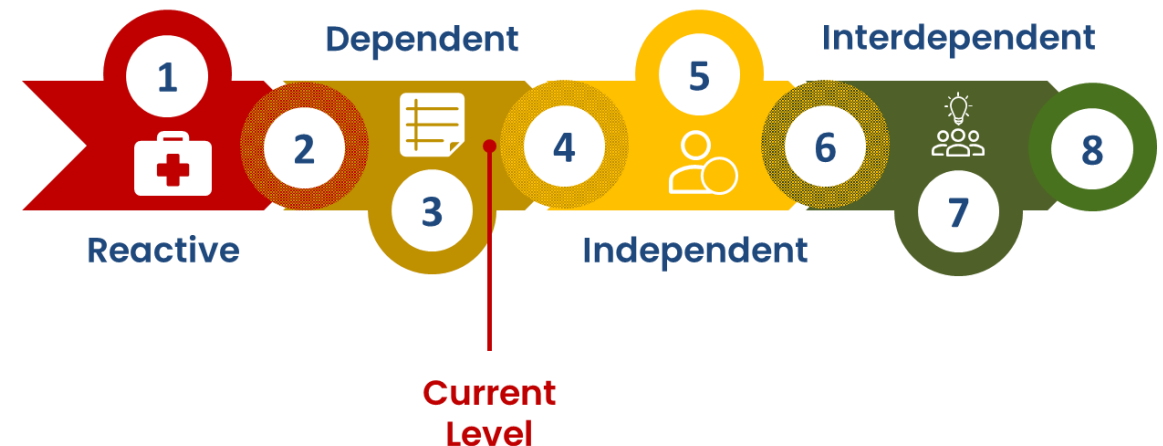 Dependent
Interdependent
1
2
3
4
5
6
7
8
Reactive
Independent
Current
Level